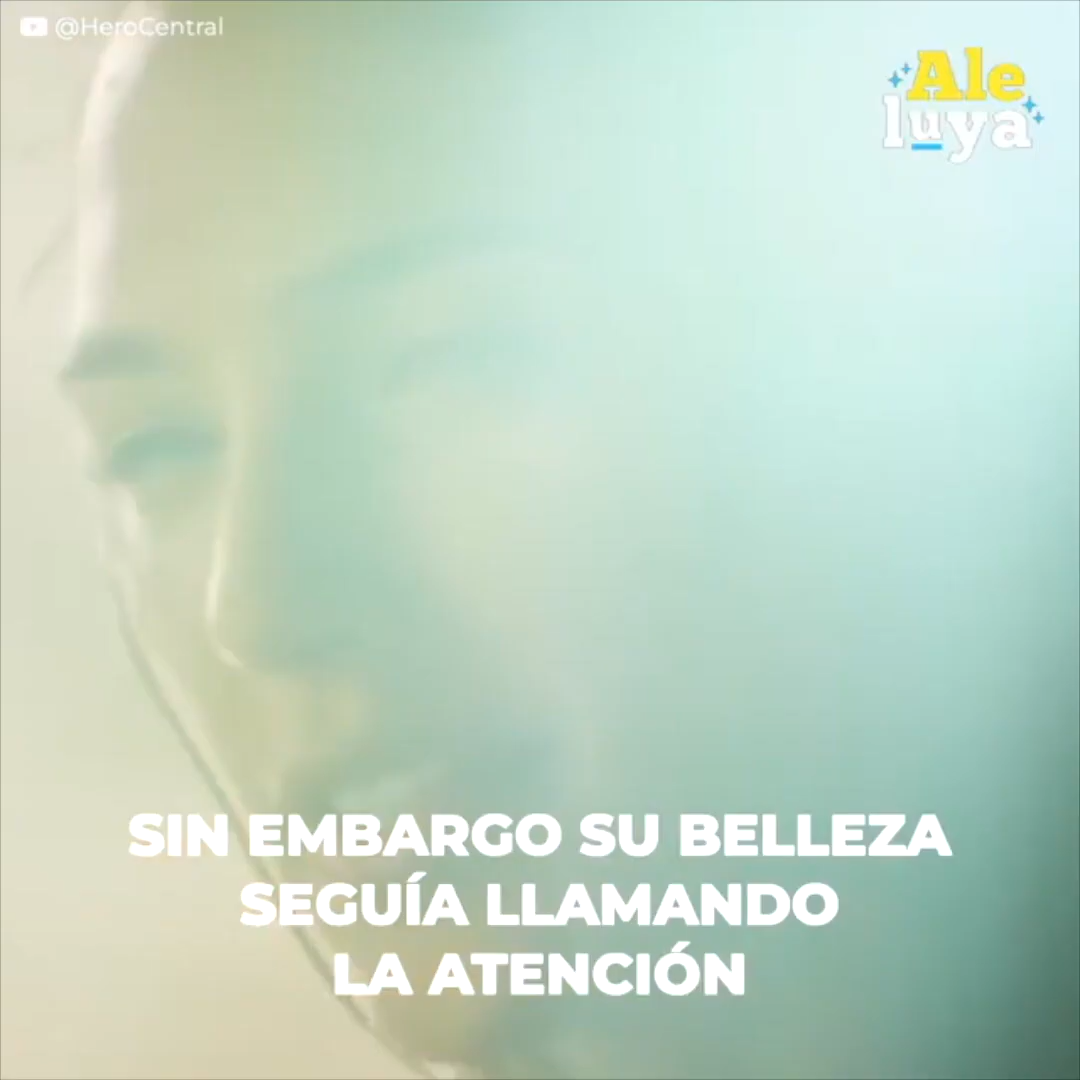 @HeroCentral
Ale
luya
SIN EMBARGO SU BELLEZA
SEGUÍA LLAMANDO
LA ATENCIÓN